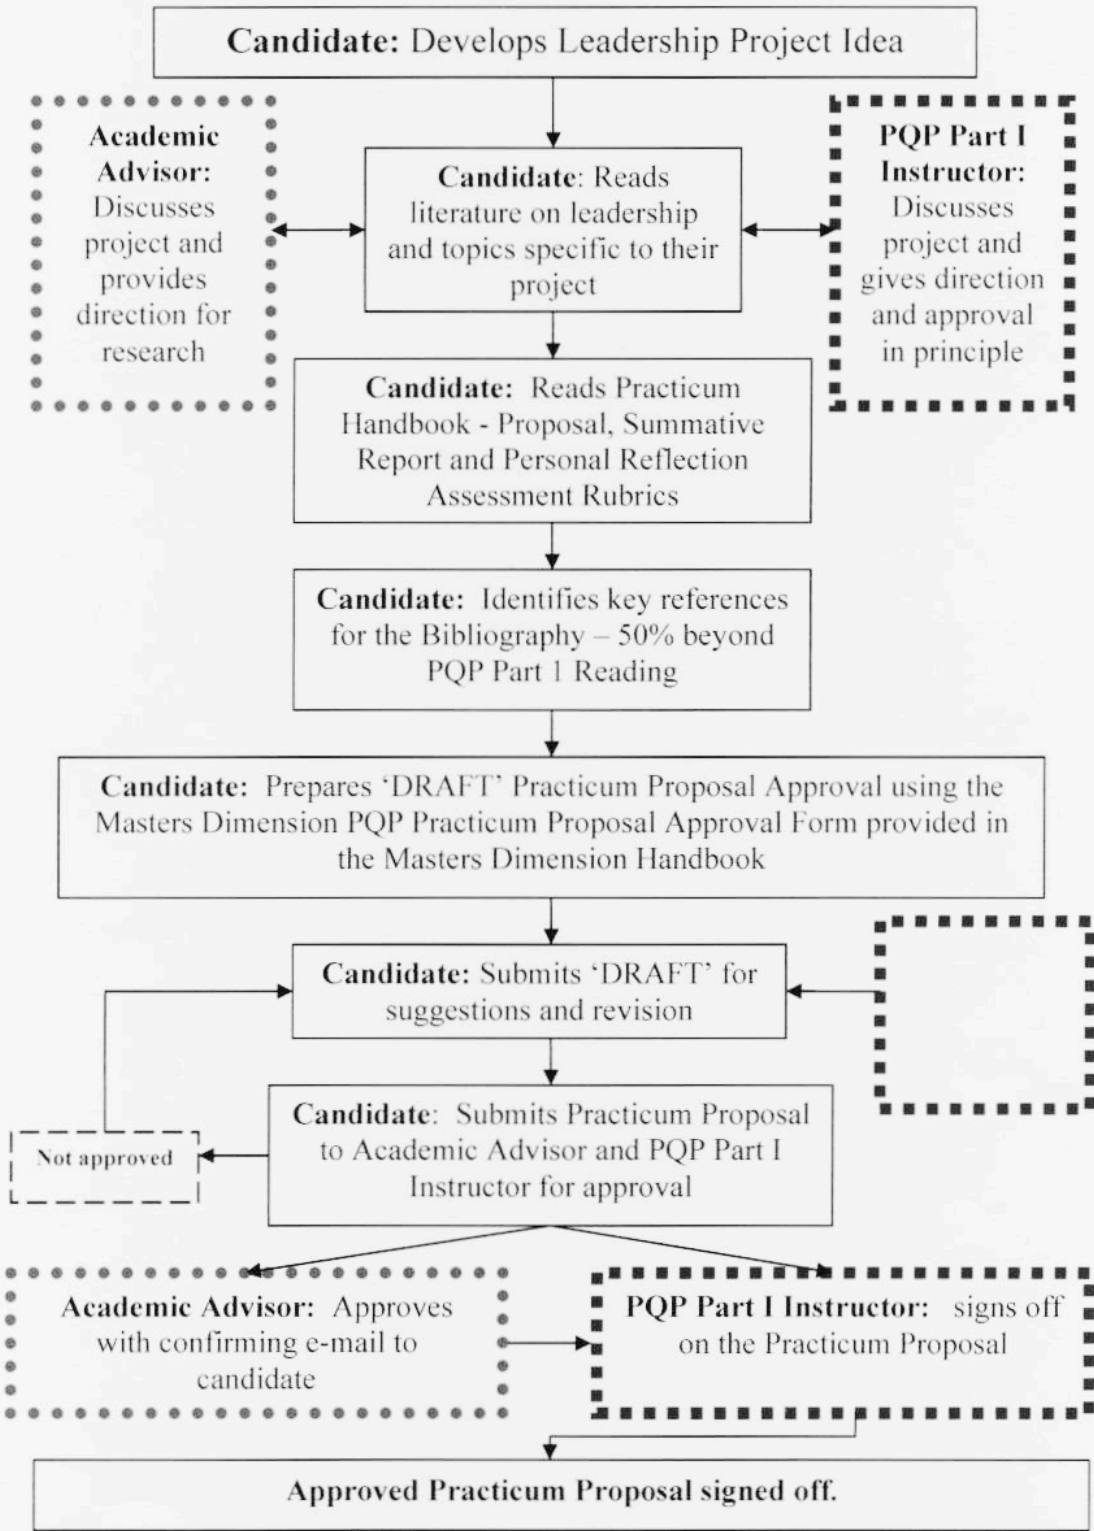 Candidate: Develops Leadership Project Idea
Academic
Advisor:
Discusses
project and
provides
direction for
research
Candidate: Reads
literature on leadership
and topics specific to their
project
PQP Part I
Instructor:
Discusses
project and
gives direction
and approval
in principle
Candidate: Reads Practicum
Handbook - Proposal, Summative
Report and Personal Reflection
Assessment Rubrics
Candidate: Identifies key references
for the Bibliography – 50% beyond
PQP Part 1 Reading
Candidate: Prepares ‘DRAFT’ Practicum Proposal Approval using the
Masters Dimension PQP Practicum Proposal Approval Form provided in
the Masters Dimension Handbook
Candidate: Submits ‘DRAFT’ for
suggestions and revision
Candidate: Submits Practicum Proposal
to Academic Advisor and PQP Part I
Instructor for approval
Not approved
Academic Advisor: Approves
with confirming e-mail to
candidate
PQP Part I Instructor: signs off
on the Practicum Proposal
Approved Practicum Proposal signed off.